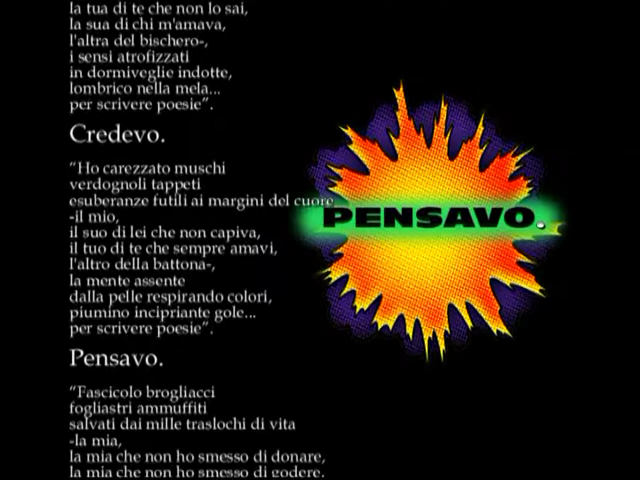 la tua di te che non lo sai,
la sua di chi m'amava,
l'altra del bischero-,
i sensi atrofizzati
in dormiveglie indotte,
lombrico nella mela...
per scrivere poesie”.
Credevo.
“Ho carezzato muschi
verdognoli tappeti
esuberanze futili ai margini del cuore
-il mio,
il suo di lei che non capiva,
il tuo di te che sempre amavi,
l'altro della battona-,
la mente assente
dalla pelle respirando colori,
piumino incipriante gole...
per scrivere poesie”.
Pensavo.
“Fascicolo brogliacci
fogliastri ammuffiti
salvati dai mille traslochi di vita
-la mia,
la mia che non ho smesso di donare,
la mia che non ho smesso di godere,
PENSAVO.